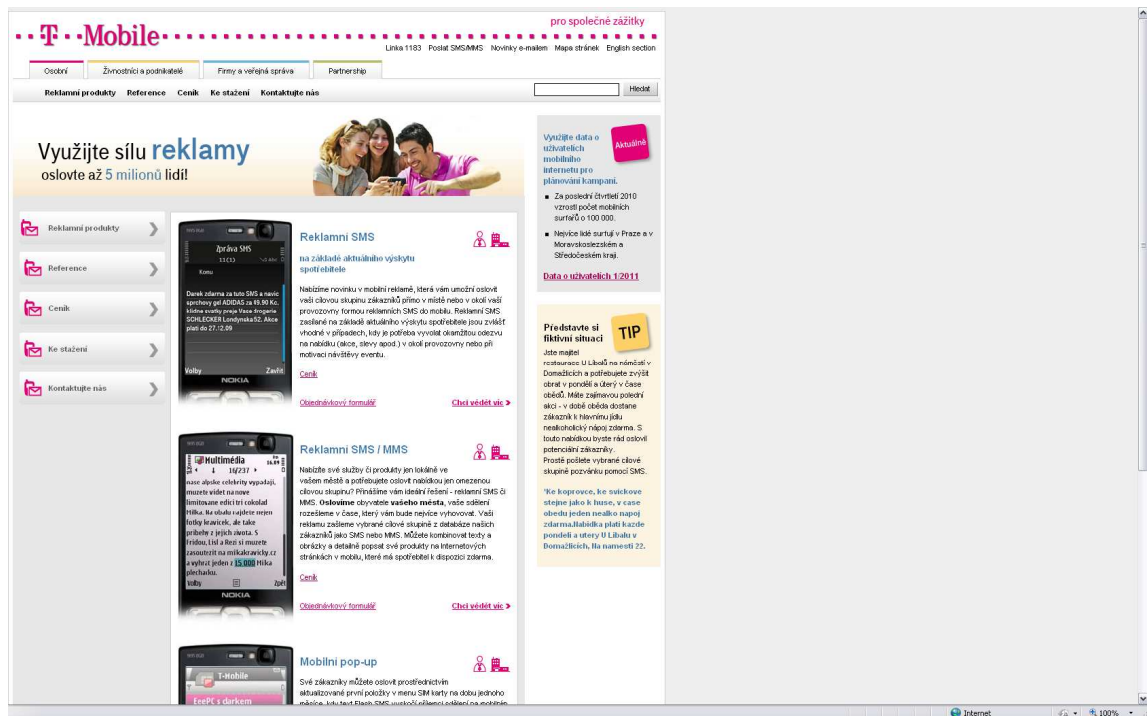 pro společné zážitky
T-Mobile
Linka 1183 Poslat SMS/MMS Novinky e-mailem Mapa stránek English section
Osobní Živnostníci a podnikatelé Firmy a veřejná správa Partnership
Reklamní produkty Reference Ceník Ke stažení Kontaktujte nás
Hledat
Využijte sílu reklamy
oslovte až 5 milionů lidí!
Reklamní produkty
Reference
Ceník
Ke stažení
Kontaktujte nás
Zpráva SMS
11(1)
Komu
Darek zdarma za tuto SMS a navic
sprchovy gel ADIDAS za 49.90 Kc.
klidne svatky preje Vase drogerie
SCHLECKER Londynska52. Akce
plati do 27.12.09
Volby Zavřít
NOKIA
Reklamní SMS
na základě aktuálního výskytu
spotřebitele
Nabízíme novinku v mobilní reklamě, která vám umožní oslovit
vaši cílovou skupinu zákazníků přímo v místě nebo v okolí vaší
provozovny formou reklamních SMS do mobilu. Reklamní SMS
zasílané na základě aktuálního výskytu spotřebitele jsou zvlášť
vhodné v případech, kdy je potřeba vyvolat okamžitou odezvu
na nabídku (akce, slevy apod.) v okolí provozovny nebo při
motivaci návštěvy eventu.
Ceník
Objednávkový formulář Chci vědět víc
Multimédia
16/237
16.09
nase alpske celebrity vypadaji,
muzete videt na nove
limitovane edici tri cokolad
Milka. Na obalu najdete nejen
fotky kravicek, ale take
pribehy z jejich zivota. S
Fridou, Lisl a Rezi si muzete
zasoutezit na milkakravicky.cz
a vyhrat jeden z 15 000 Milka
plecharku.
Volby Zpět
NOKIA
Reklamní SMS / MMS
Nabízíte své služby či produkty jen lokálně ve
vašem městě a potřebujete oslovit nabídkou jen omezenou
cílovou skupinu? Přinášíme vám ideální řešení - reklamní SMS či
MMS. Oslovíme obyvatele vašeho města, vaše sdělení
rozešleme v čase, který vám bude nejvíce vyhovovat. Vaši
reklamu zašleme vybrané cílové skupině z databáze našich
zákazníků jako SMS nebo MMS. Můžete kombinovat texty a
obrázky a detailně popsat své produkty na Internetových
stránkách v mobilu, které má spotřebitel k dispozici zdarma.
Ceník
Objednávkový formulář Chci vědět víc
T-Mobile
EeePC s darkem
Mobilní pop-up
Své zákazníky můžete oslovit prostřednictvím
aktualizované první položky v menu SIM karty na dobu jednoho
Využijte data o
uživatelích
mobilního
internetu pro
plánování kampaní.
Aktuálně
Za poslední čtvrtletí 2010
vzrostl počet mobilních
surfařů o 100 000.
Nejvíce lidé surfují v Praze a v
Moravskoslezském a
Středočeském kraji.
Data o uživatelích 1/2011
Představte si
fiktivní situaci
TIP
Jste majitel
restaurace U Libalů na náměstí v
Domažlicích a potřebujete zvýšit
obrat v pondělí a úterý v čase
obědů. Máte zajímavou polední
akci - v době oběda dostane
zákazník k hlavnímu jídlu
nealkoholický nápoj zdarma. S
touto nabídkou byste rád oslovil
potenciální zákazníky.
Prostě pošlete vybrané cílové
skupině pozvánku pomocí SMS.
"Ke koprovce, ke svickove
stejne jako k huse, v case
obedu jeden nealko napoj
zdarma.Nabidka plati kazde
pondeli a utery U Libalu v
Domažlicích, Na namesti 22.
Internet 100%